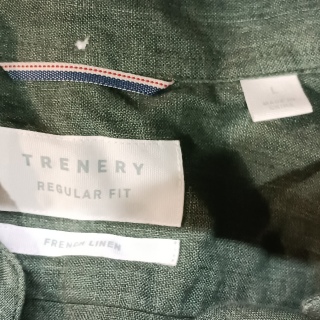 L
TRENERY
REGULAR FIT
FRENCH LINEN